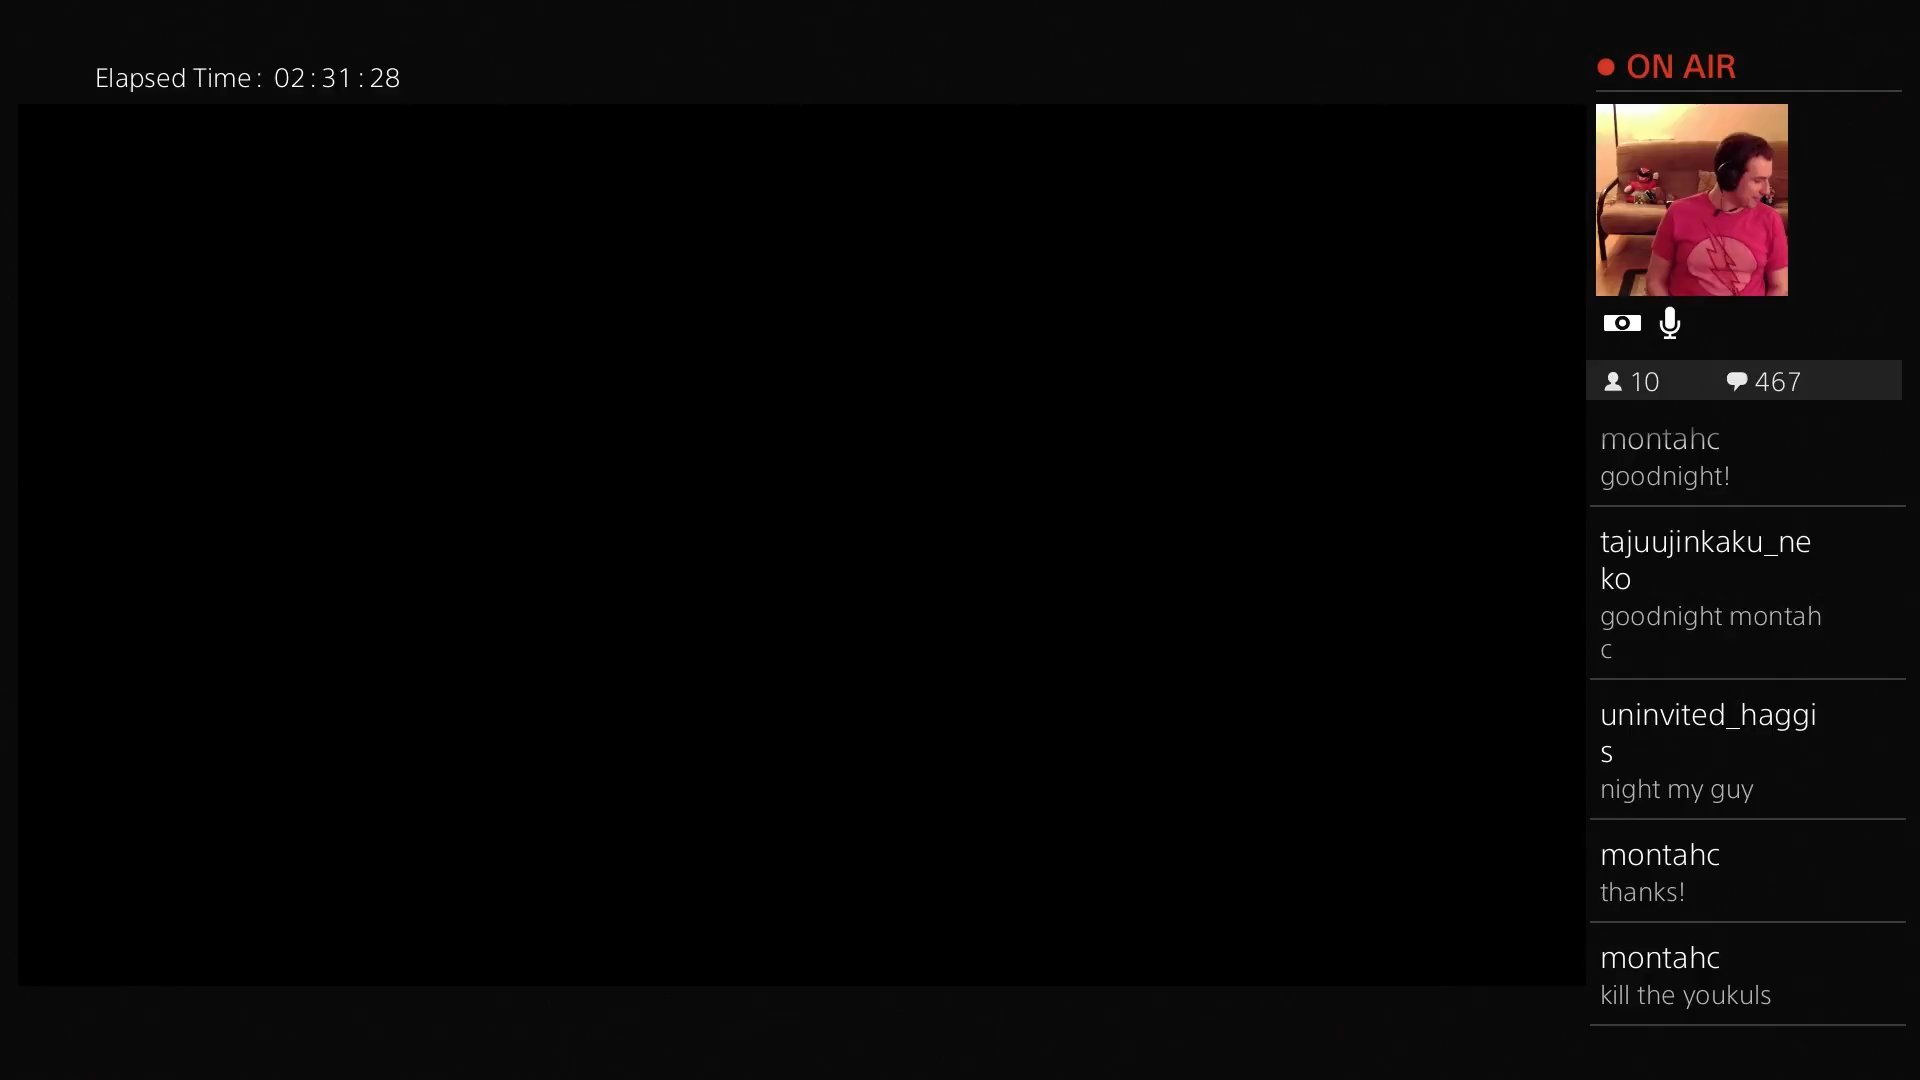 Elapsed Time: 02:31:28
ON AIR
10 467
montahc
goodnight!
tajuujinkaku_ne
ko
goodnight montah
c
uninvited_haggi
s
night my guy
montahc
thanks!
montahc
kill the youkuls